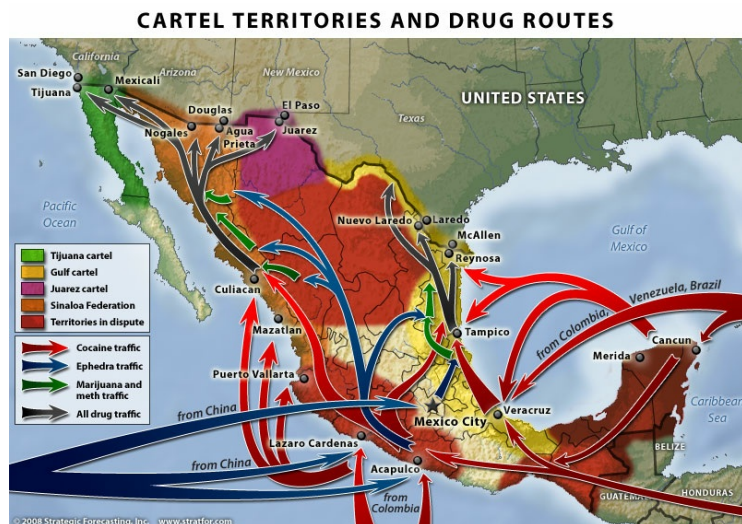 CARTEL TERRITORIES AND DRUG ROUTES
California
Arizona
New Mexico
Texas
UNITED STATES
San Diego
Tijuana
Mexicali
Douglas
Nogales
Agua
Prieta
El Paso
Juarez
Pacific
Ocean
Nuevo Laredo
Laredo
McAllen
Reynosa
Gulf of
Mexico
Tijuana cartel
Gulf cartel
Juarez cartel
Sinaloa Federation
Territories in dispute
Cocaine traffic
Ephedra traffic
Marijuana and
meth traffic
All drug traffic
Culiacan
Mazatlan
Puerto Vallarta
Tampico
from Colombia, Venezuela, Brazil
Cancun
Merida
Mexico City
Veracruz
Caribbean
Sea
from China
Lazaro Cardenas
from China
Acapulco
from
Colombia
BELIZE
GUATEMALA
HONDURAS
© 2008 Strategic Forecasting, Inc. www.stratfor.com